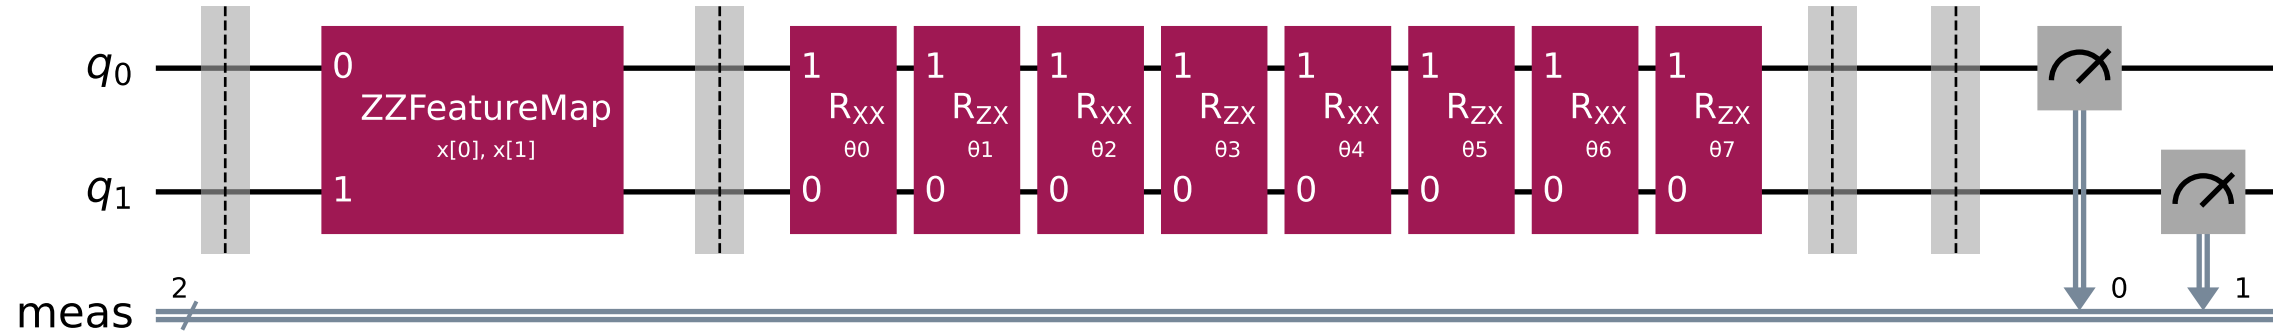 q0 0 1 1 1 1 1 1 1 1
ZZFeatureMap RXX RZX RXX RZX RXX RZX RXX RZX
x[0], x[1] θ0 θ1 θ2 θ3 θ4 θ5 θ6 θ7
q1 1 0 0 0 0 0 0 0 0
2 0 1
meas